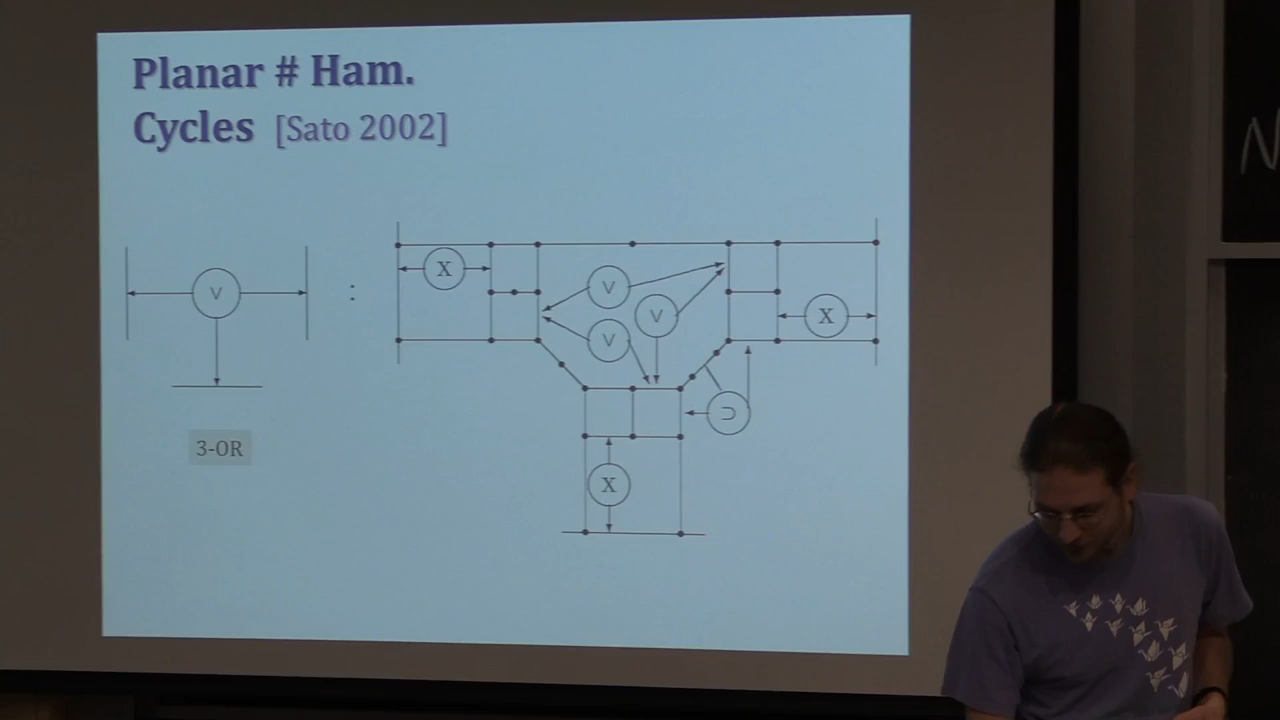 Planar # Ham.
Cycles [Sato 2002]
V
:
3-OR
X
V
V
V
X
⊃
X
N